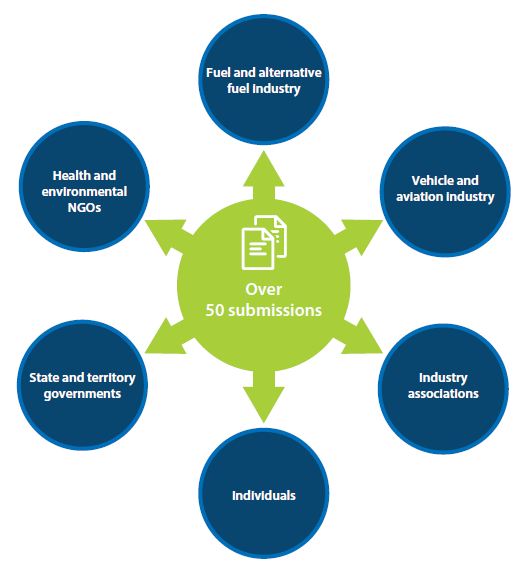 Fuel and alternative
fuel industry
Health and
environmental
NGOs
Vehicle and
aviation industry
Over
50 submissions
State and territory
governments
Industry
associations
Individuals